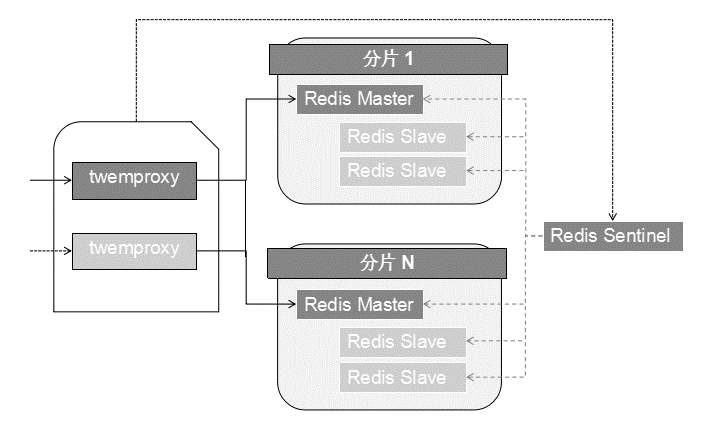 分片 1
Redis Master
Redis Slave
Redis Slave
twemproxy
twemproxy
Redis Sentinel
分片 N
Redis Master
Redis Slave
Redis Slave